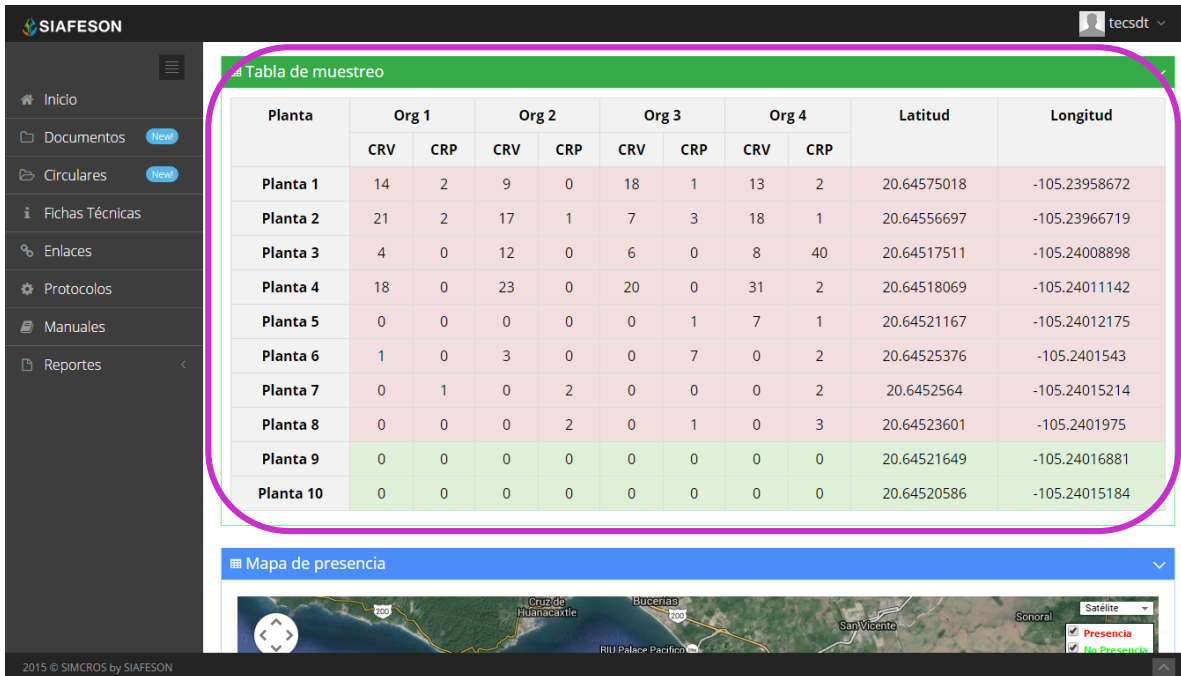 SIAFESON
tecsdt
Inicio
Documentos New!
Circulares New!
Fichas Técnicas
Enlaces
Protocolos
Manuales
Reportes
Tabla de muestreo
Planta Org 1 Org 2 Org 3 Org 4 Latitud Longitud
CRV CRP CRV CRP CRV CRP CRV CRP
Planta 1 14 2 9 0 18 1 13 2 20.64575018 -105.23958672
Planta 2 21 2 17 1 7 3 18 1 20.64556697 -105.23966719
Planta 3 4 0 12 0 6 0 8 40 20.64517511 -105.24008898
Planta 4 18 0 23 0 20 0 31 2 20.64518069 -105.24011142
Planta 5 0 0 0 0 0 1 7 1 20.64521167 -105.24012175
Planta 6 1 0 3 0 0 7 0 2 20.64525376 -105.2401543
Planta 7 0 1 0 2 0 0 0 2 20.6452564 -105.24015214
Planta 8 0 0 0 2 0 1 0 3 20.64523601 -105.2401975
Planta 9 0 0 0 0 0 0 0 0 20.64521649 -105.24016881
Planta 10 0 0 0 0 0 0 0 0 20.64520586 -105.24015184
Mapa de presencia
200
Cruz de
Huanacaxtle
Bucerías
200
San Vicente
Sonoral
RIU Palace Pacifico
Satélite
Presencia
No Presencia
2015 © SIMCROS by SIAFESON